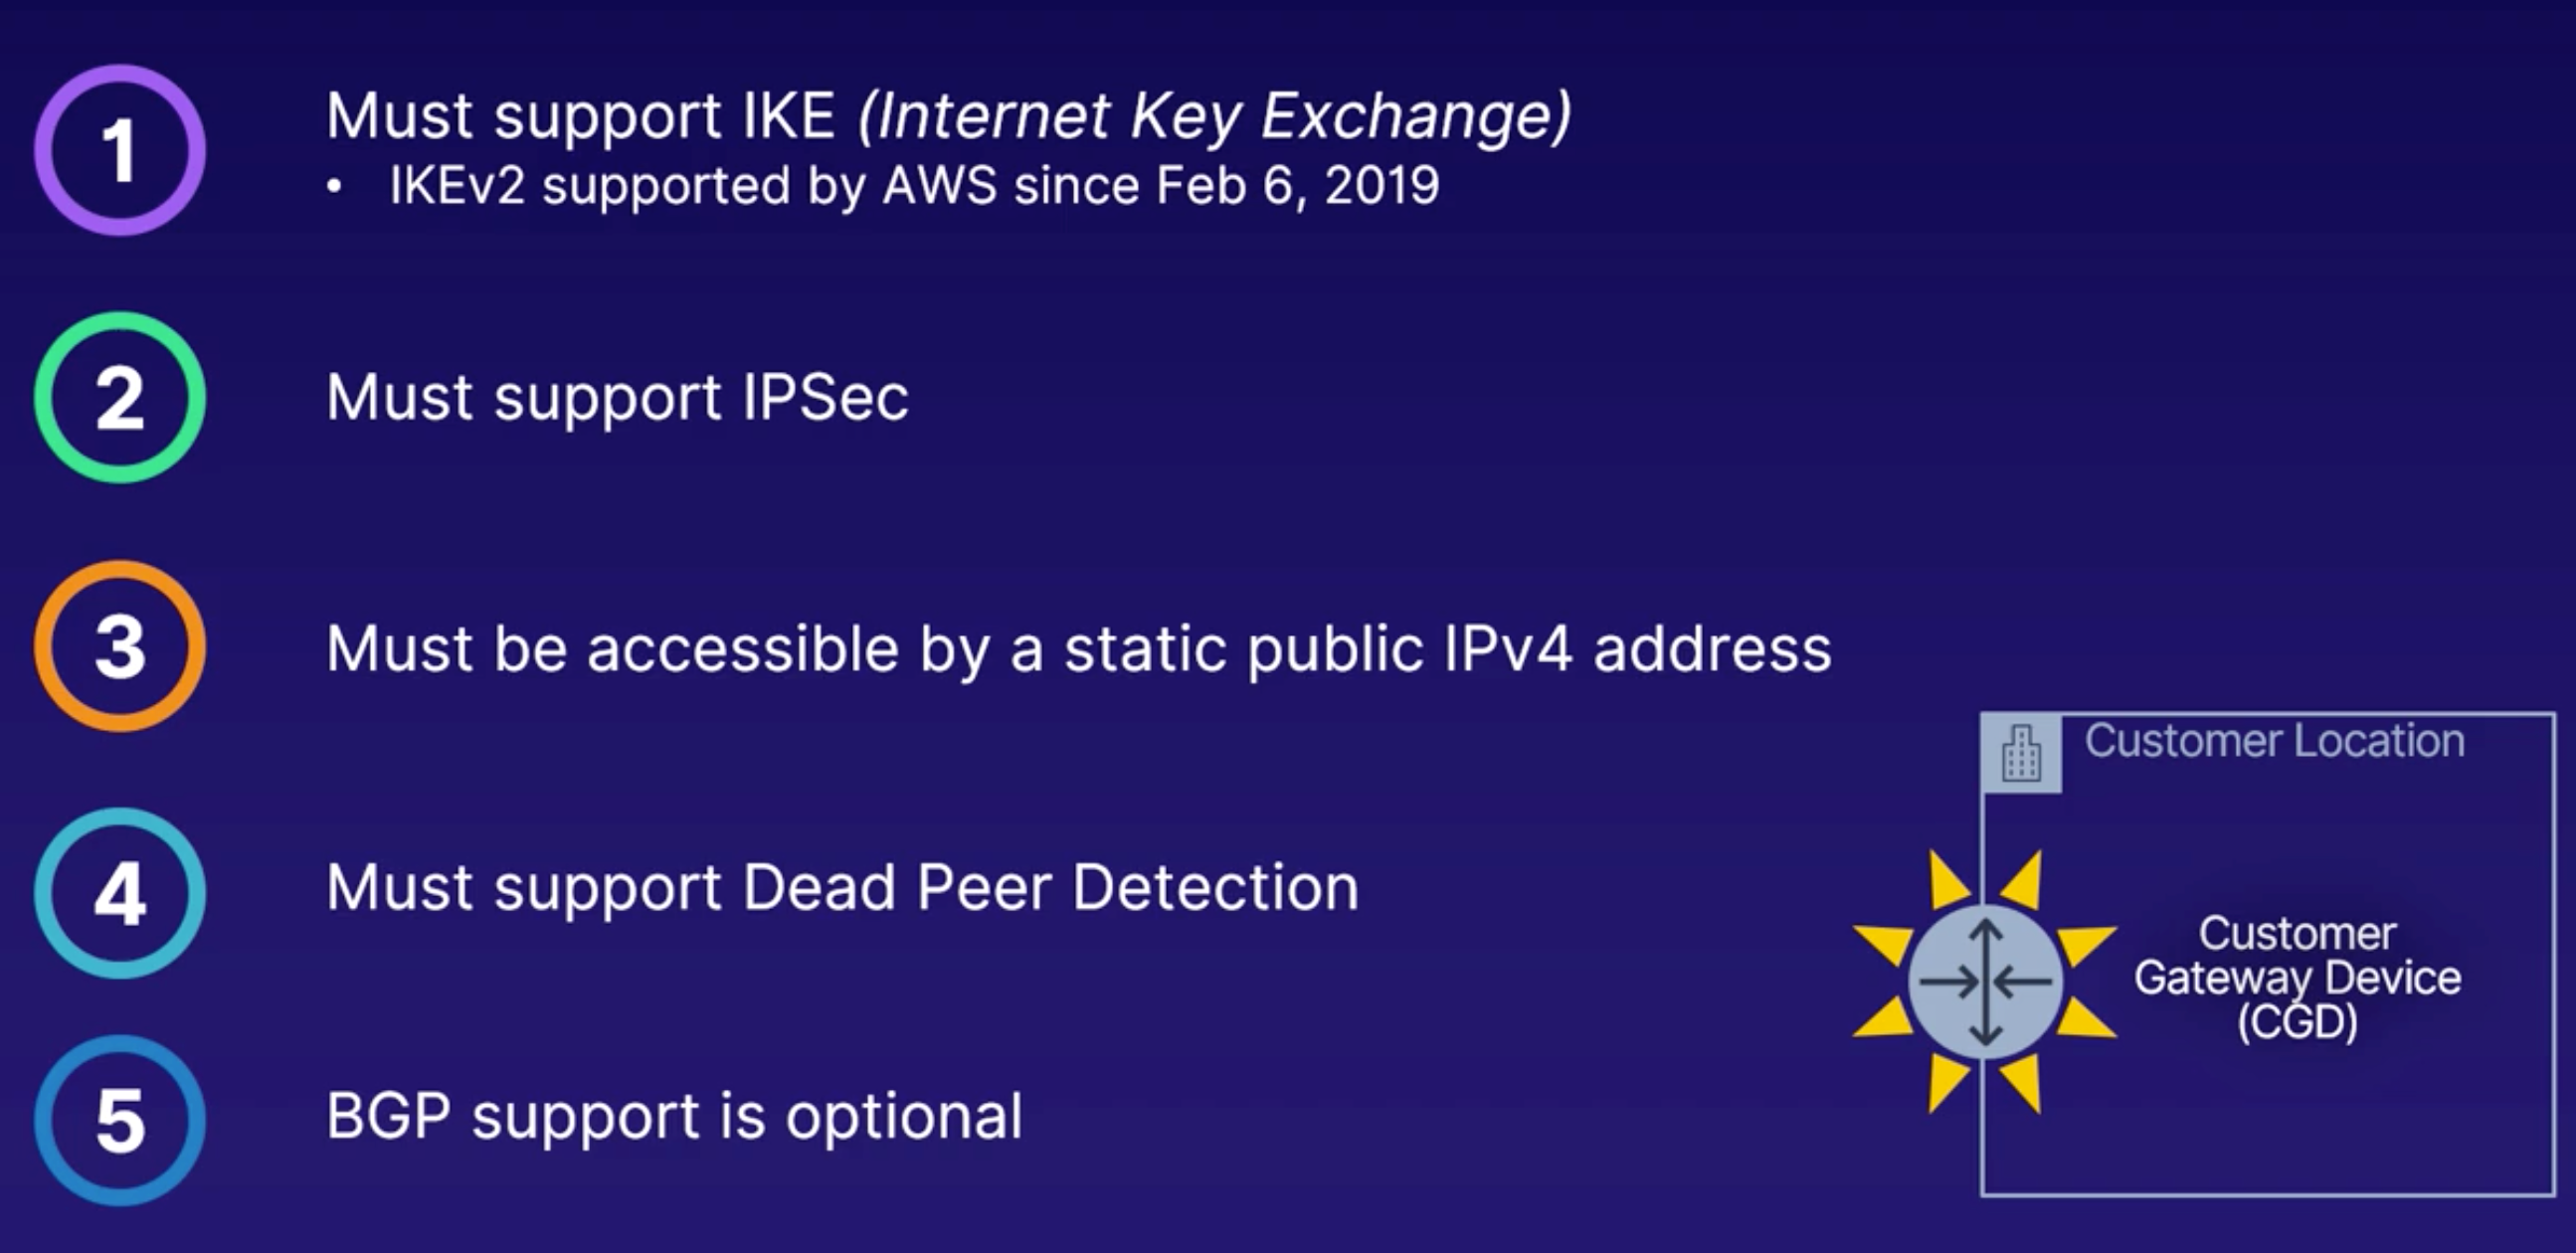 1
Must support IKE (Internet Key Exchange)
• IKEv2 supported by AWS since Feb 6, 2019
2
Must support IPSec
3
Must be accessible by a static public IPv4 address
4
Must support Dead Peer Detection
5
BGP support is optional
Customer Location
Customer
Gateway Device
(CGD)